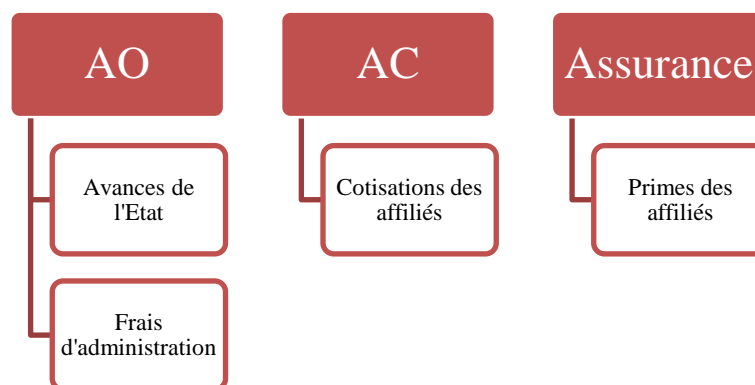 AO
Avances de
l'Etat
Frais
d'administration
AC
Cotisations des
affiliés
Assurance
Primes des
affiliés